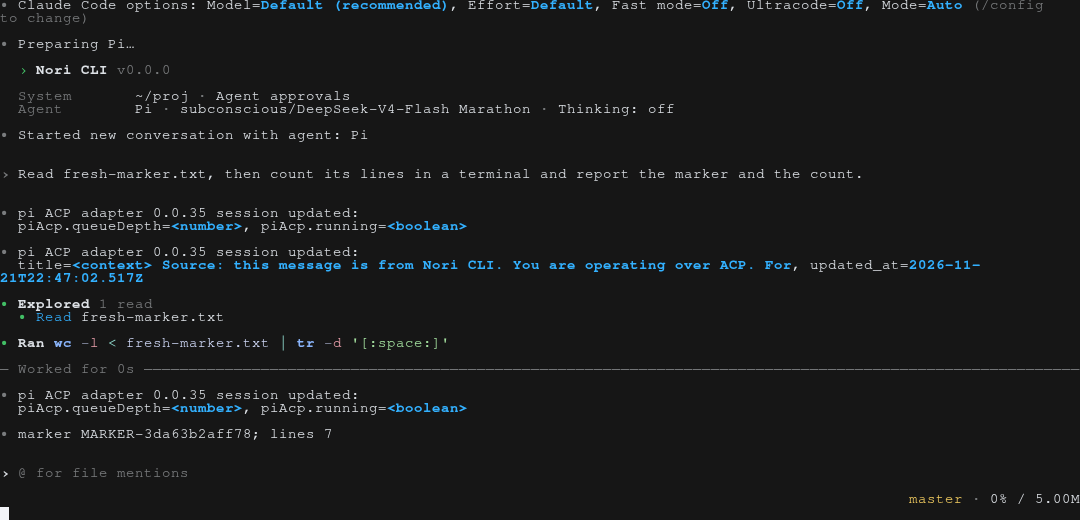 • Claude Code options: Model=Default (recommended), Effort=Default, Fast mode=Off, Ultracode=Off, Mode=Auto (/config
to change)
• Preparing Pi…
› Nori CLI v0.0.0
System ~/proj · Agent approvals
Agent Pi · subconscious/DeepSeek-V4-Flash Marathon · Thinking: off
• Started new conversation with agent: Pi
› Read fresh-marker.txt, then count its lines in a terminal and report the marker and the count.
• pi ACP adapter 0.0.35 session updated:
piAcp.queueDepth=<number>, piAcp.running=<boolean>
• pi ACP adapter 0.0.35 session updated:
title=<context> Source: this message is from Nori CLI. You are operating over ACP. For, updated_at=2026-11-
21T22:47:02.517Z
• Explored 1 read
• Read fresh-marker.txt
• Ran wc -l < fresh-marker.txt | tr -d '[:space:]'
─ Worked for 0s ─
• pi ACP adapter 0.0.35 session updated:
piAcp.queueDepth=<number>, piAcp.running=<boolean>
• marker MARKER-3da63b2aff78; lines 7
› @ for file mentions
master · 0% / 5.00M